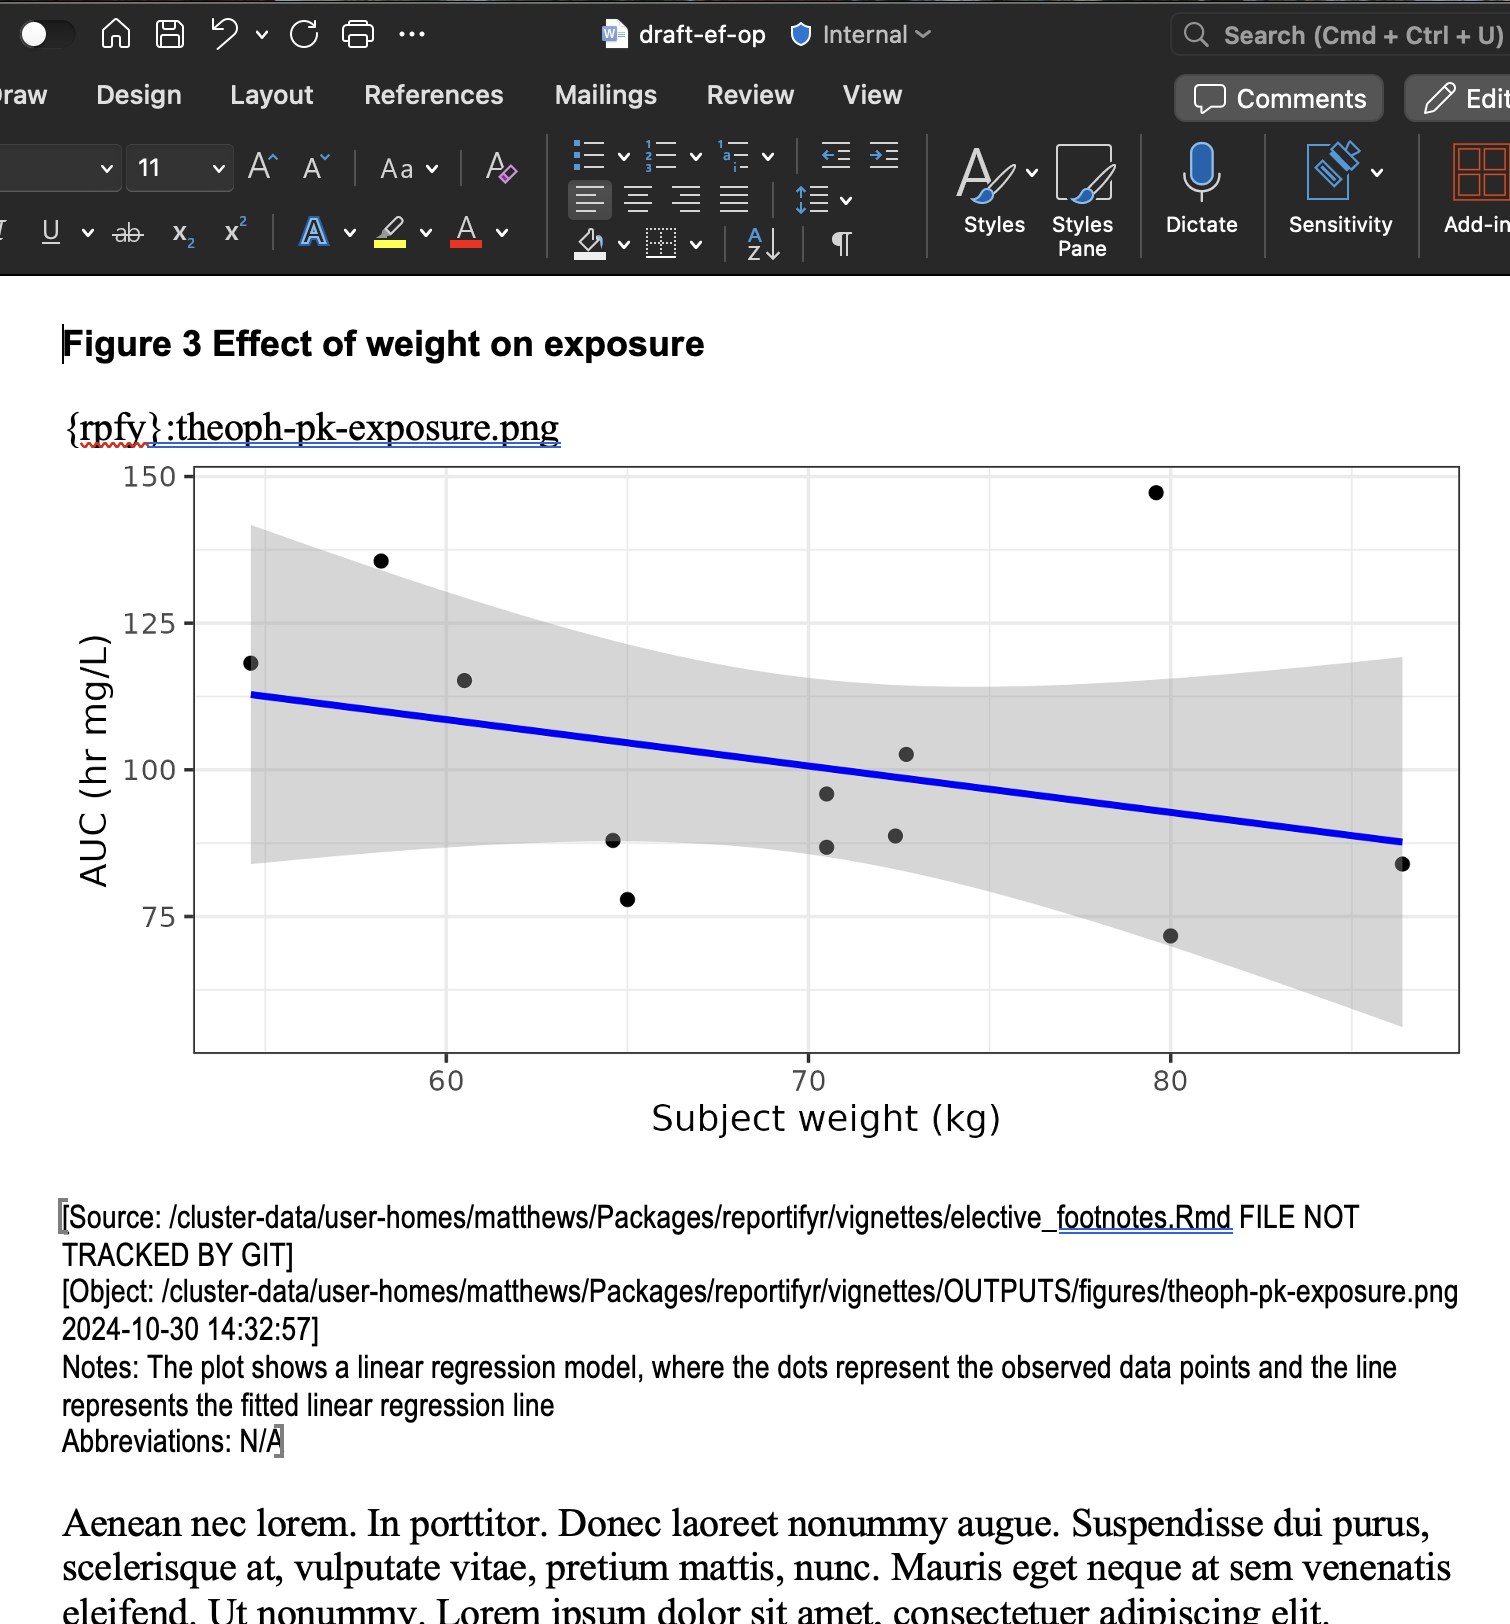 draft-ef-op
Internal
Search (Cmd + Ctrl + U)
raw
Design
Layout
References
Mailings
Review
View
Comments
Edit
11
Aa
Styles
Styles Pane
Dictate
Sensitivity
Add-in
Figure 3 Effect of weight on exposure
{rpfy}:theoph-pk-exposure.png
150
125
100
75
AUC (hr mg/L)
60
70
80
Subject weight (kg)
[Source: /cluster-data/user-homes/matthews/Packages/reportifyr/vignettes/elective_footnotes.Rmd FILE NOT
TRACKED BY GIT]
[Object: /cluster-data/user-homes/matthews/Packages/reportifyr/vignettes/OUTPUTS/figures/theoph-pk-exposure.png
2024-10-30 14:32:57]
Notes: The plot shows a linear regression model, where the dots represent the observed data points and the line
represents the fitted linear regression line
Abbreviations: N/A
Aenean nec lorem. In porttitor. Donec laoreet nonummy augue. Suspendisse dui purus,
scelerisque at, vulputate vitae, pretium mattis, nunc. Mauris eget neque at sem venenatis
eleifend. Ut nonummy. Lorem ipsum dolor sit amet, consectetuer adipiscing elit.